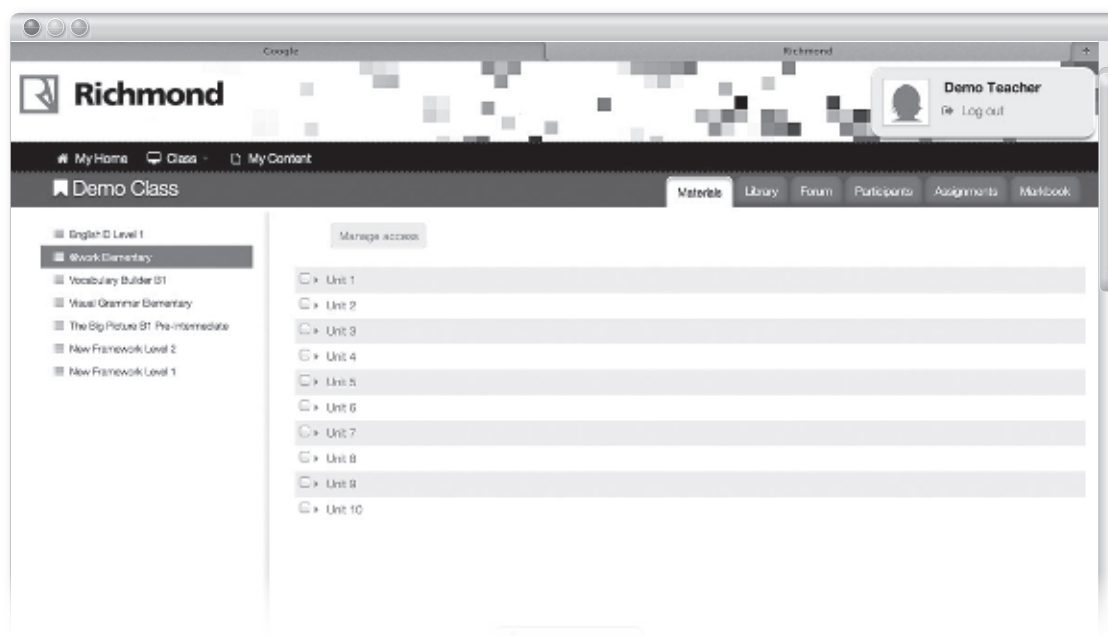 Google Richmond +
Richmond
Demo Teacher
Log out
My Home Class My Content
Demo Class
Materials Library Forum Participants Assignments Markbook
English ID Level 1
@work Elementary
Vocabulary Builder B1
Visual Grammar Elementary
The Big Picture B1 Pre-Intermediate
New Framework Level 2
New Framework Level 1
Manage access
Unit 1
Unit 2
Unit 3
Unit 4
Unit 5
Unit 6
Unit 7
Unit 8
Unit 9
Unit 10